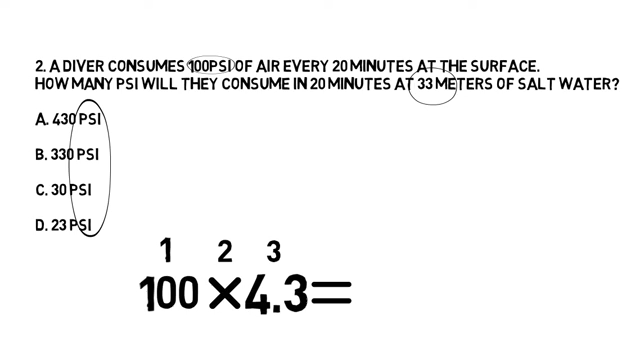 2. A DIVER CONSUMES 100PSI OF AIR EVERY 20 MINUTES AT THE SURFACE.
HOW MANY PSI WILL THEY CONSUME IN 20 MINUTES AT 33 METERS OF SALT WATER?
A. 430 PSI
B. 330 PSI
C. 30 PSI
D. 23 PSI
1 2 3
100×4.3=